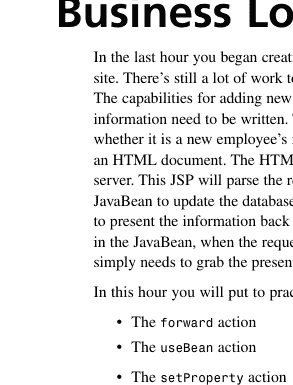 Business Lo
In the last hour you began creat
site. There's still a lot of work t
The capabilities for adding new
information need to be written.
whether it is a new employee's
an HTML document. The HTM
server. This JSP will parse the r
JavaBean to update the database
to present the information back
in the JavaBean, when the reque
simply needs to grab the presen
In this hour you will put to prac
• The forward action
• The useBean action
• The setProperty action